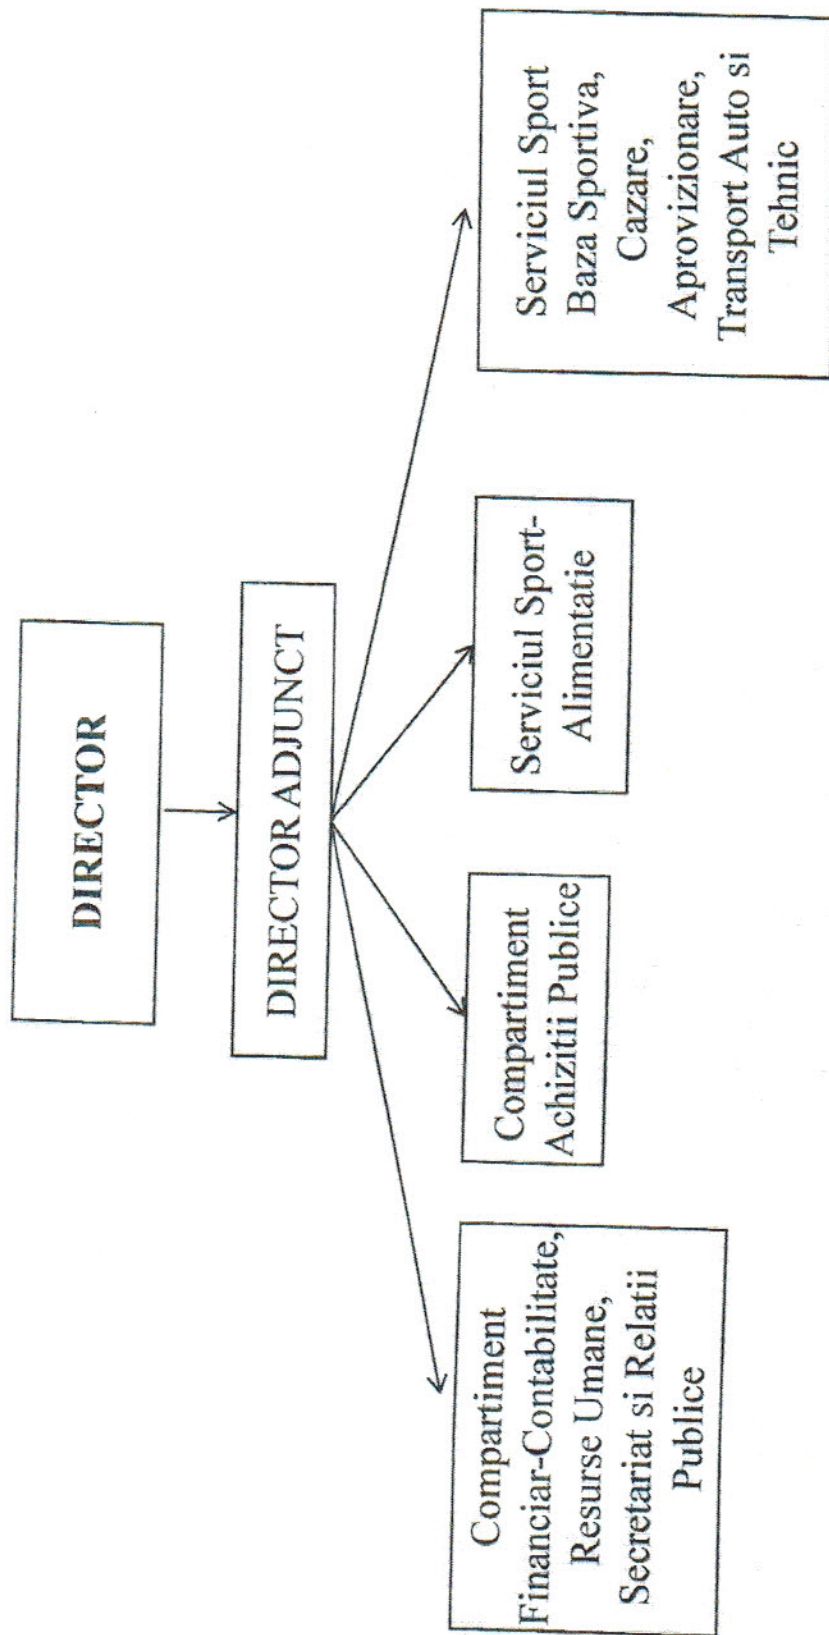 DIRECTOR
DIRECTOR ADJUNCT
Compartiment
Financiar-Contabilitate,
Resurse Umane,
Secretariat si Relatii
Publice
Compartiment
Achizitii Publice
Serviciul Sport-
Alimentatie
Serviciul Sport
Baza Sportiva,
Cazare,
Aprovizionare,
Transport Auto si
Tehnic